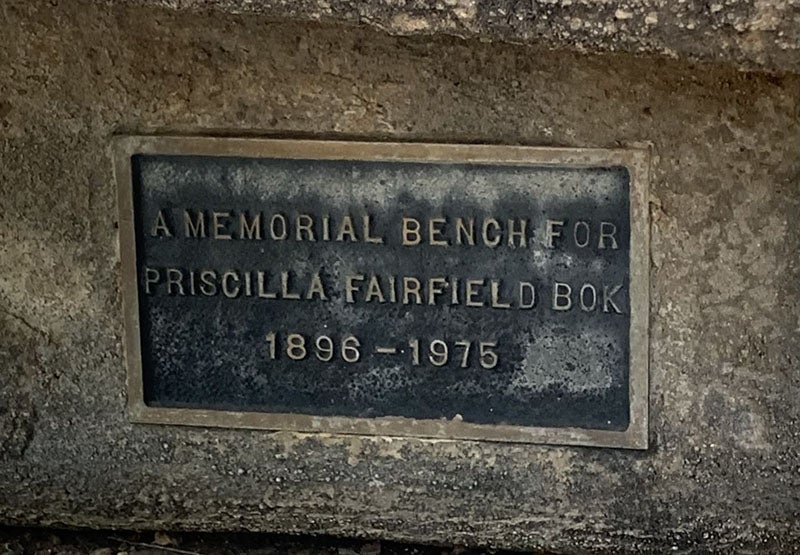 A MEMORIAL BENCH FOR
PRISCILLA FAIRFIELD BOK
1896 - 1975